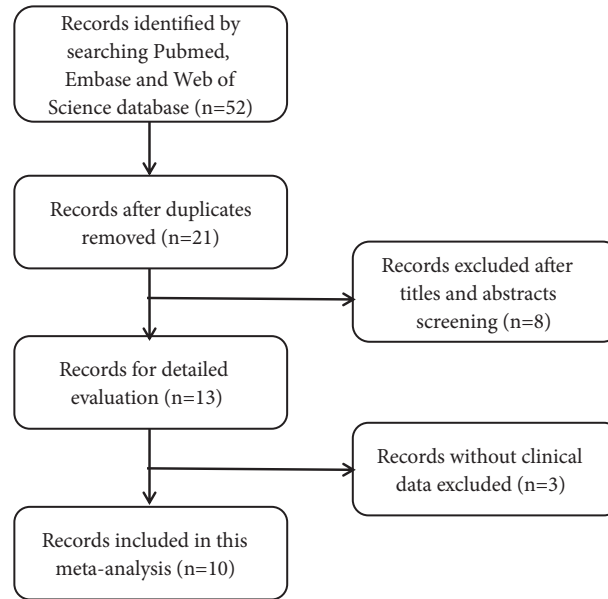 Records identified by
searching Pubmed,
Embase and Web of
Science database (n=52)
Records after duplicates
removed (n=21)
Records excluded after
titles and abstracts
screening (n=8)
Records for detailed
evaluation (n=13)
Records without clinical
data excluded (n=3)
Records included in this
meta-analysis (n=10)